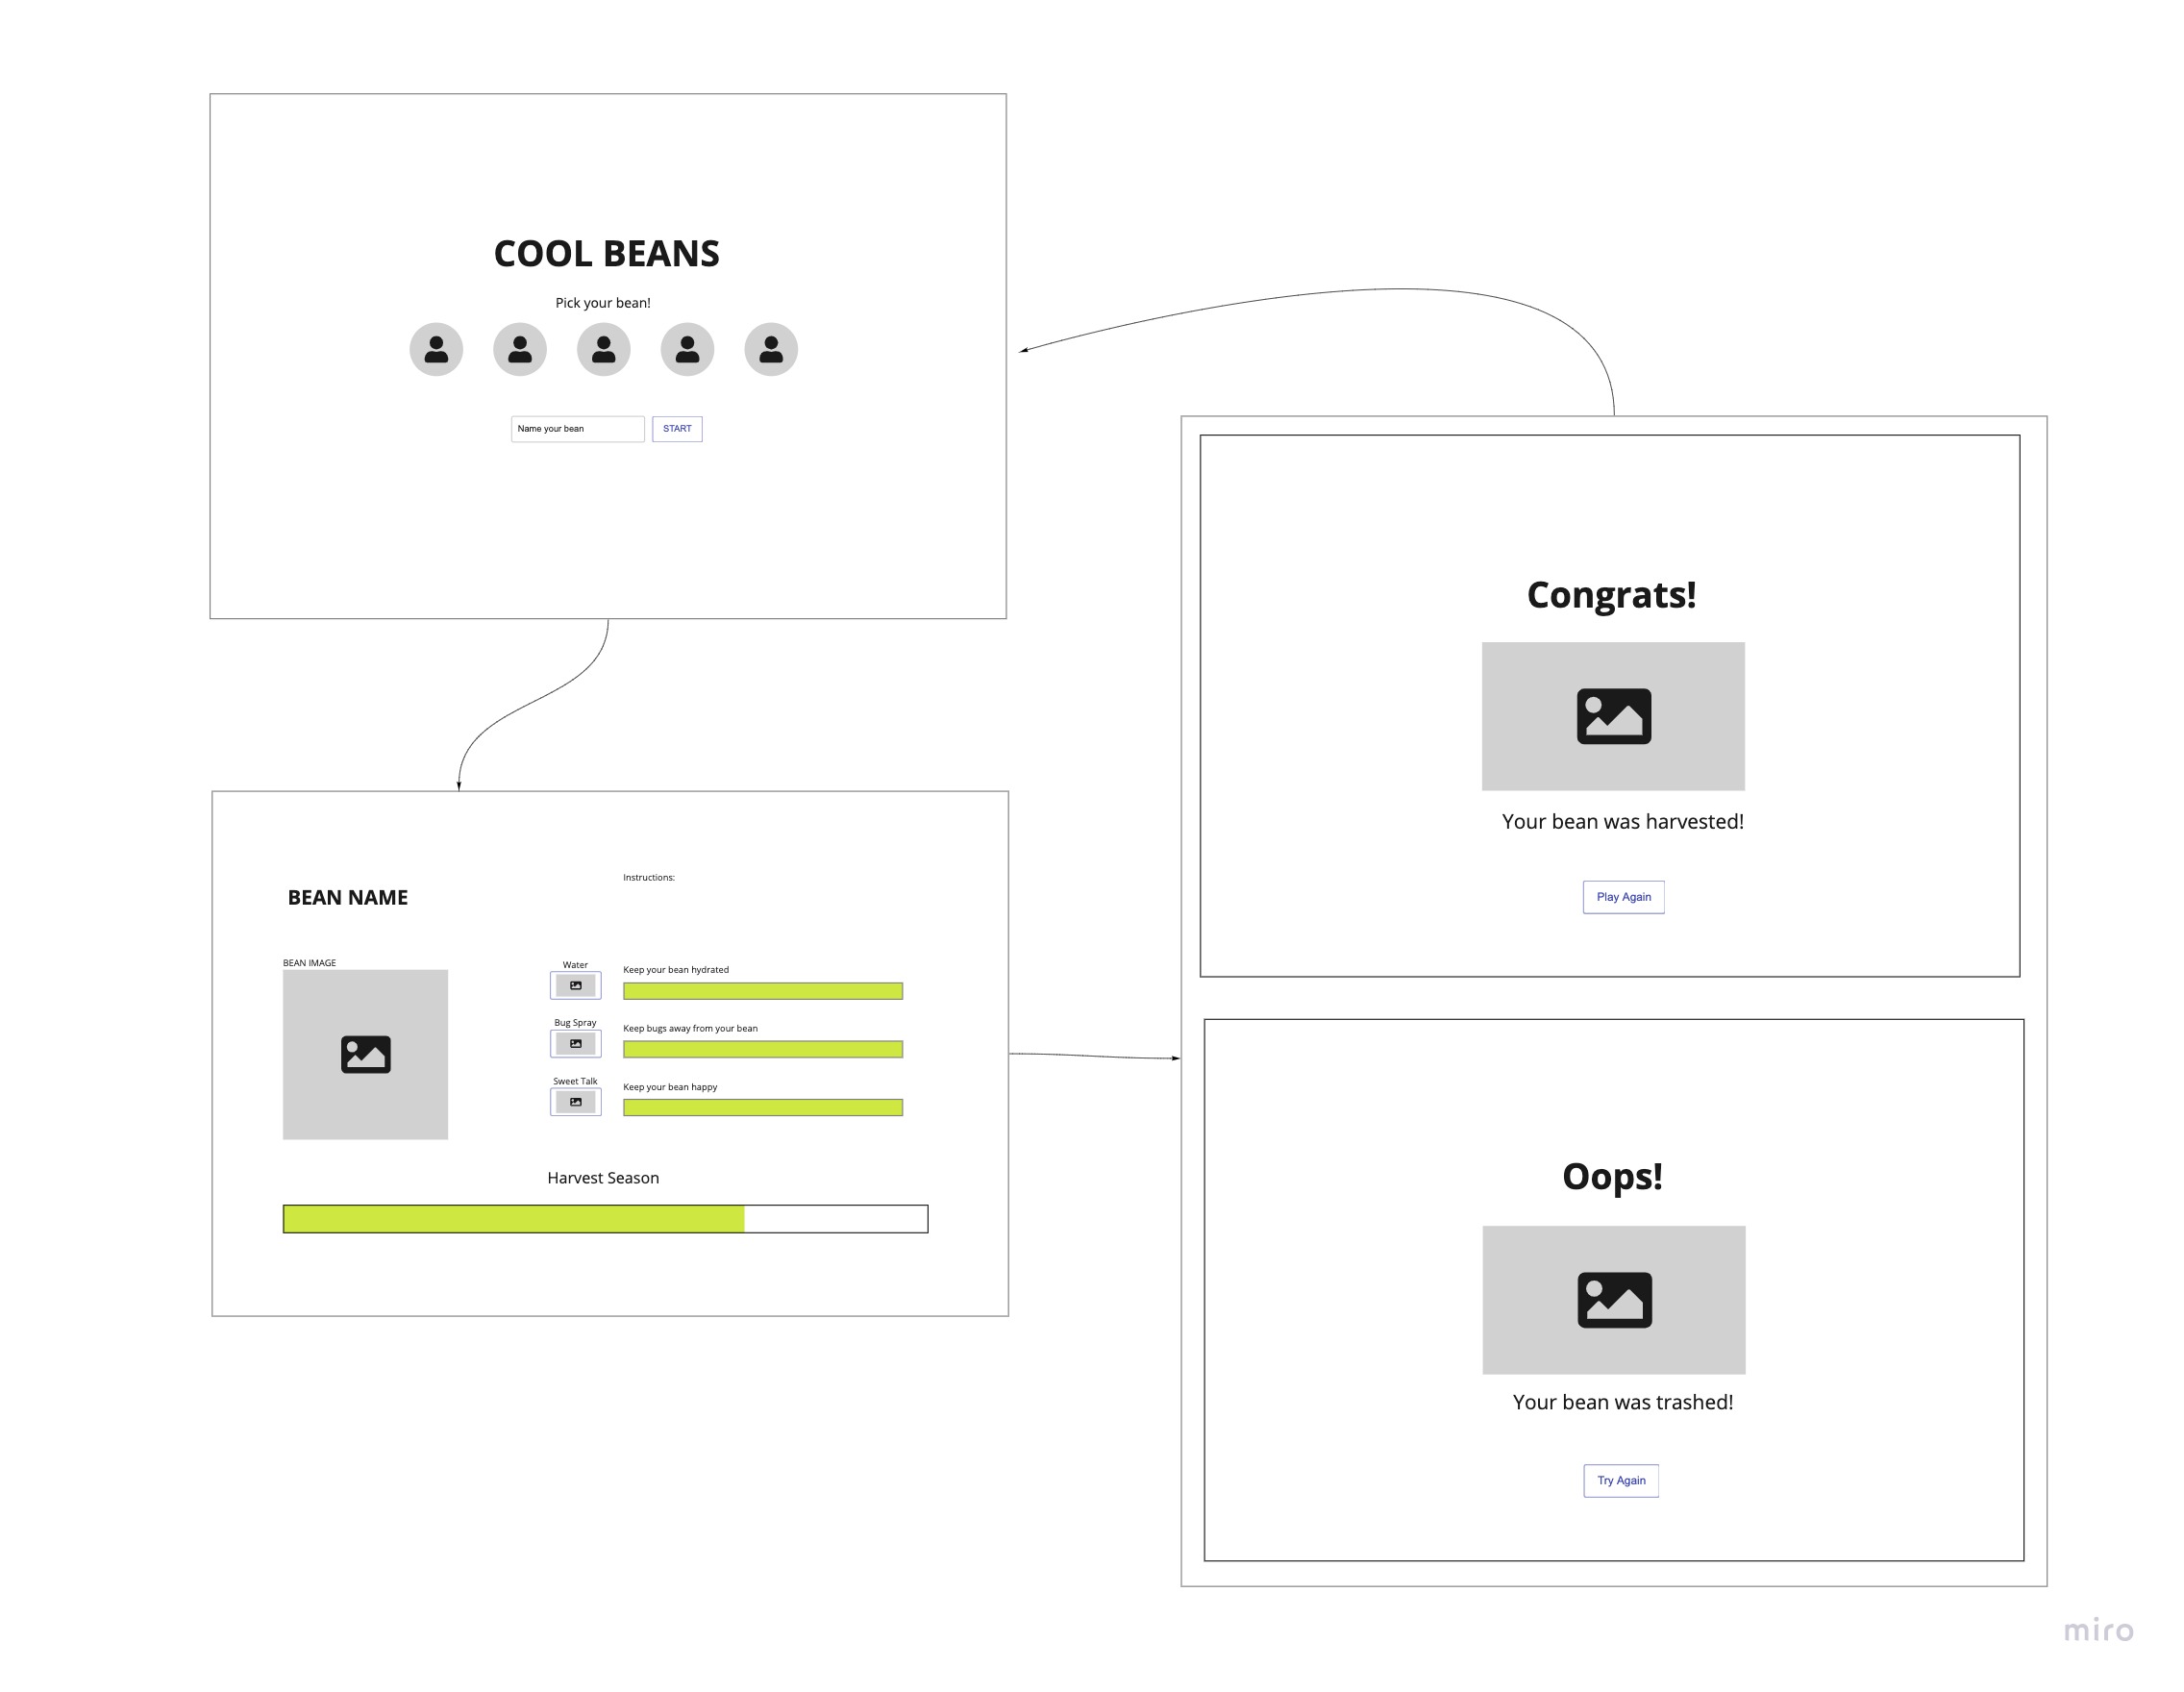 COOL BEANS
Pick your bean!
Name your bean
START
BEAN NAME
Instructions:
BEAN IMAGE
Water
Keep your bean hydrated
Bug Spray
Keep bugs away from your bean
Sweet Talk
Keep your bean happy
Harvest Season
Congrats!
Your bean was harvested!
Play Again
Oops!
Your bean was trashed!
Try Again
miro